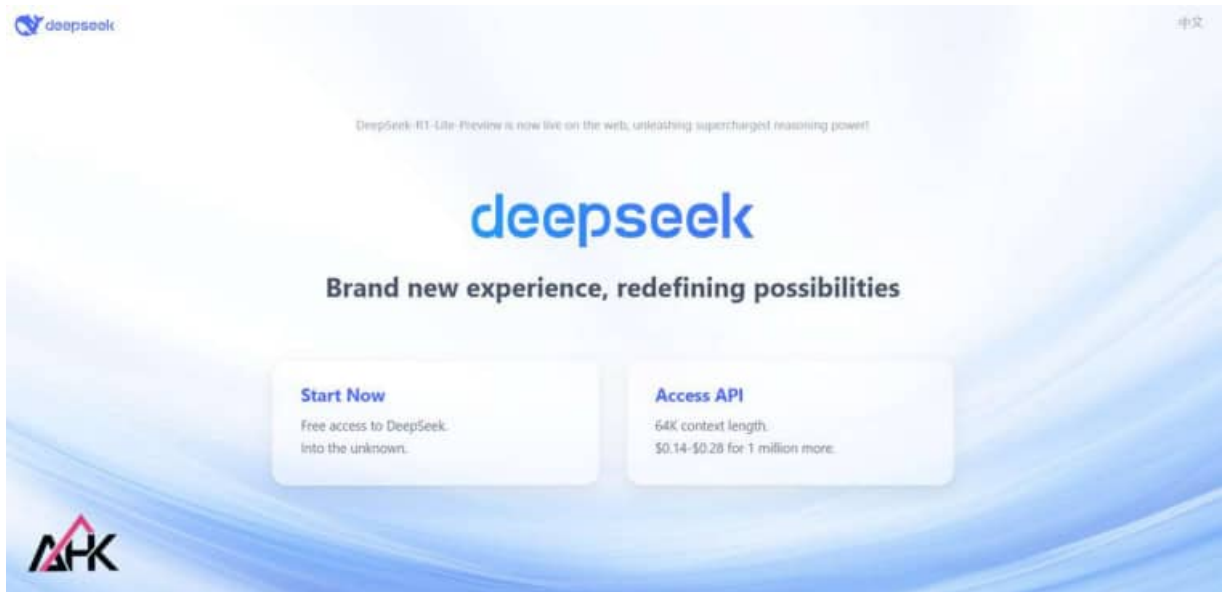 deepseek
中文
DeepSeek-R1-Lite-Preview is now live on the web, unleashing supercharged reasoning power!
deepseek
Brand new experience, redefining possibilities
Start Now
Free access to DeepSeek.
Into the unknown.
Access API
64K context length.
$0.14-$0.28 for 1 million more.
AHK